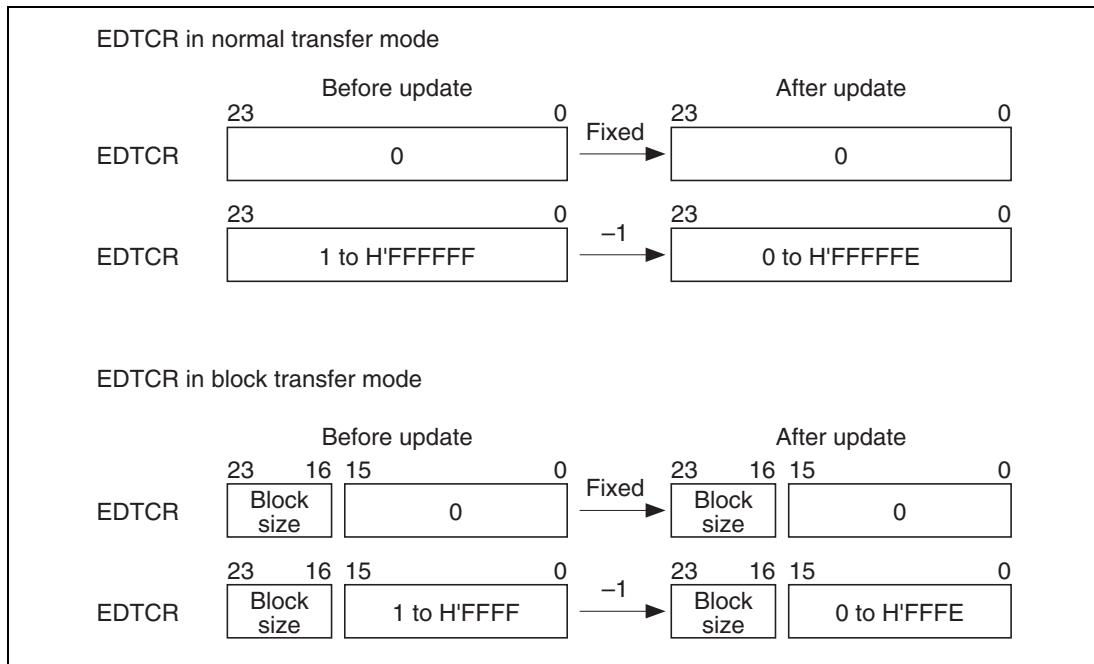 EDTCR in normal transfer mode
Before update After update
23 0 Fixed 23 0
EDTCR 0 0
23 0 –1 23 0
EDTCR 1 to H'FFFFFF 0 to H'FFFFFE
EDTCR in block transfer mode
Before update After update
23 16 15 0 Fixed 23 16 15 0
EDTCR Block size 0 Block size 0
23 16 15 0 –1 23 16 15 0
EDTCR Block size 1 to H'FFFF Block size 0 to H'FFFE